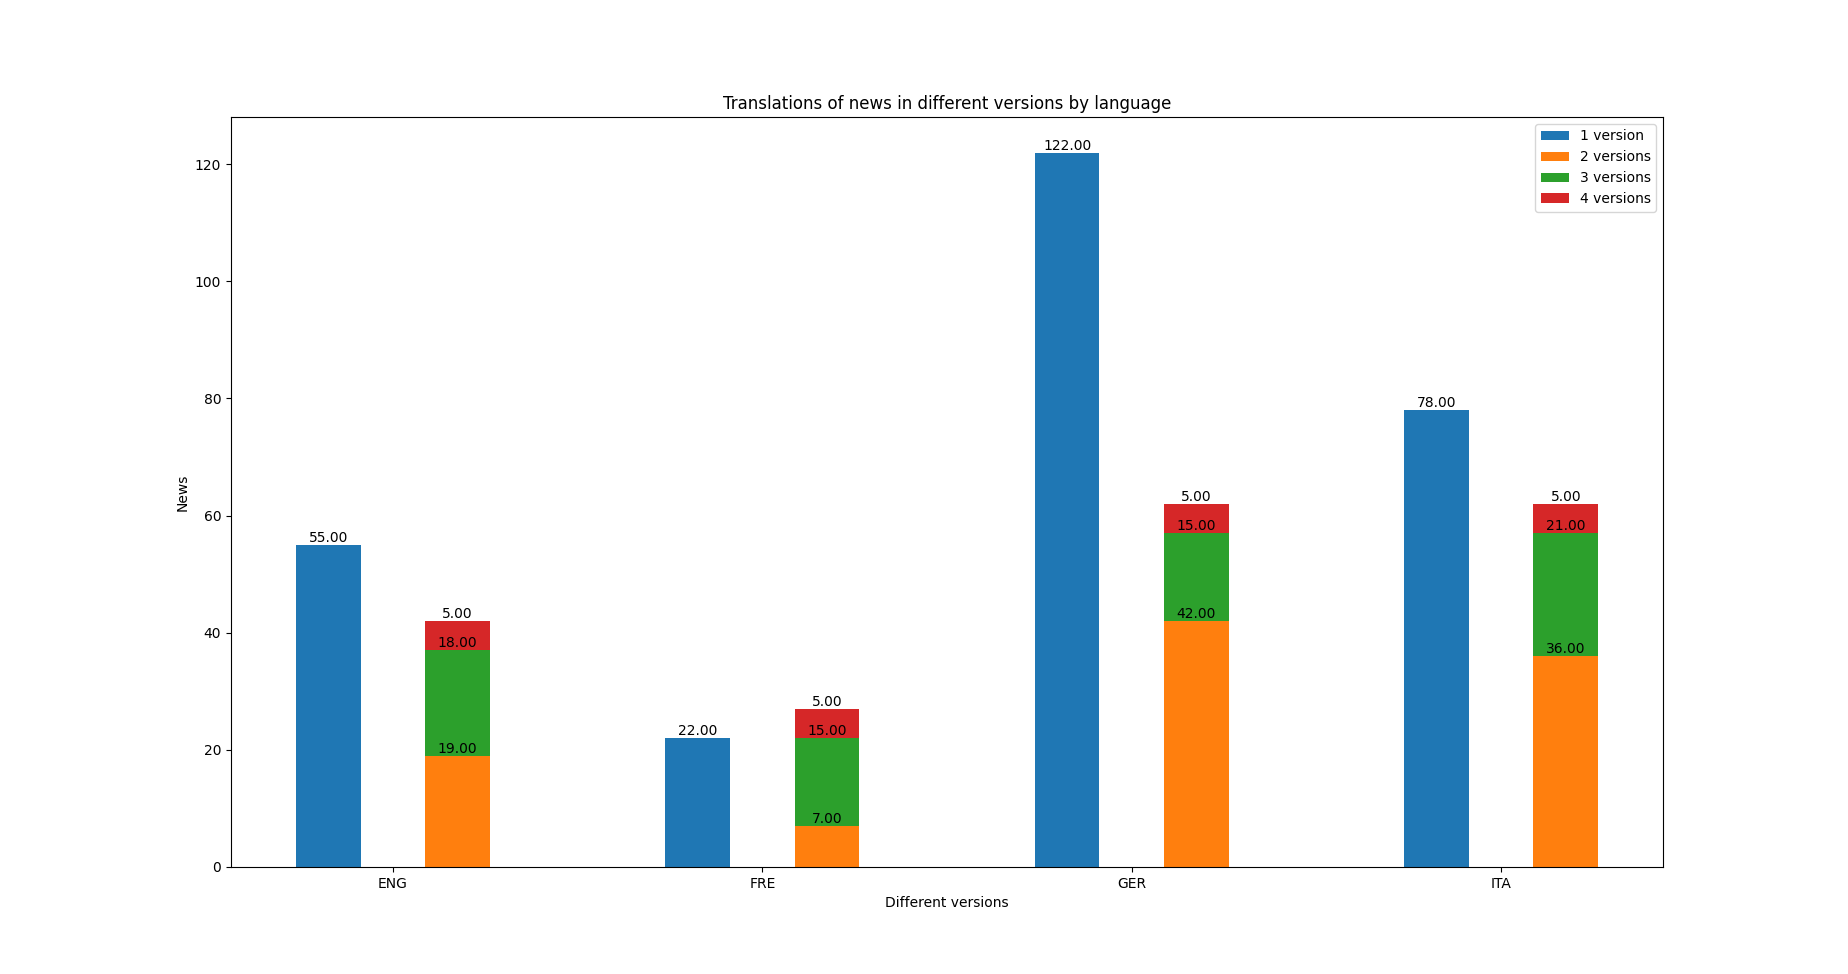 Translations of news in different versions by language
1 version
2 versions
3 versions
4 versions
News
120
100
80
60
40
20
0
55.00
5.00
18.00
19.00
22.00
5.00
15.00
7.00
122.00
5.00
15.00
42.00
78.00
5.00
21.00
36.00
ENG FRE GER ITA
Different versions